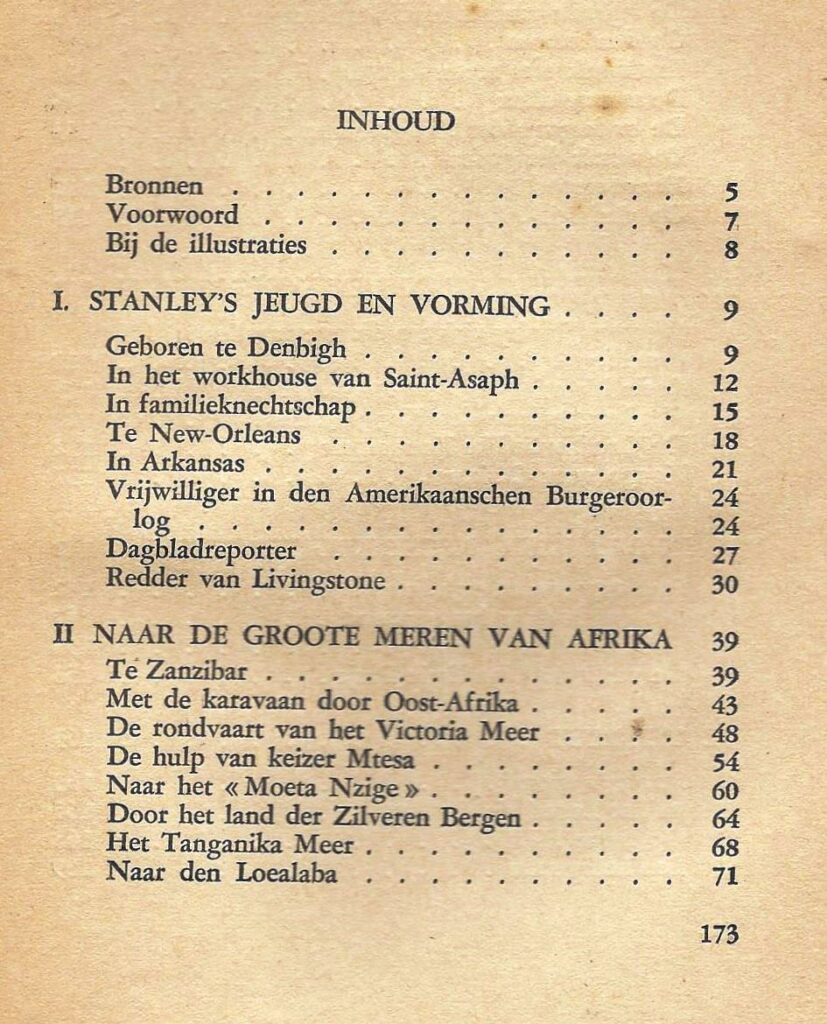 INHOUD
Bronnen . . . . . . . . . . . . . . 5
Voorwoord . . . . . . . . . . . . . 7
Bij de illustraties . . . . . . . . . . . 8
I. STANLEY'S JEUGD EN VORMING . . . . 9
Geboren te Denbigh . . . . . . . . . . 9
In het workhouse van Saint-Asaph . . . . . 12
In familieknechtschap . . . . . . . . . . 15
Te New-Orleans . . . . . . . . . . . 18
In Arkansas . . . . . . . . . . . . . 21
Vrijwilliger in den Amerikaanschen Burgeroor- 24
log . . . . . . . . . . . . . . . 24
Dagbladreporter . . . . . . . . . . . 27
Redder van Livingstone . . . . . . . . . 30
II NAAR DE GROOTE MEREN VAN AFRIKA 39
Te Zanzibar . . . . . . . . . . . . . 39
Met de karavaan door Oost-Afrika . . . . . 43
De rondvaart van het Victoria Meer . . . . 48
De hulp van keizer Mtesa . . . . . . . . 54
Naar het « Moeta Nzige » . . . . . . . . 60
Door het land der Zilveren Bergen . . . . . 64
Het Tanganika Meer . . . . . . . . . . 68
Naar den Loealaba . . . . . . . . . . 71
173